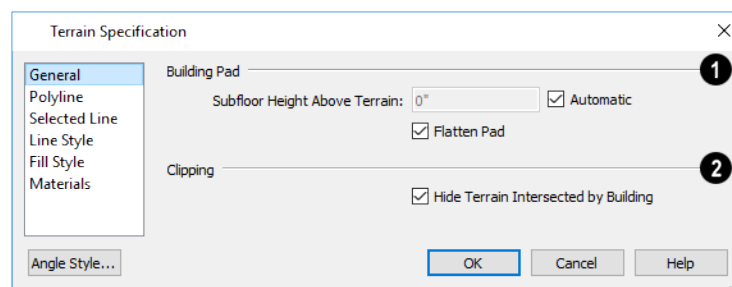 Terrain Specification
General
Polyline
Selected Line
Line Style
Fill Style
Materials
Building Pad
1
Subfloor Height Above Terrain: 0"
Automatic
Flatten Pad
Clipping
2
Hide Terrain Intersected by Building
Angle Style...
OK
Cancel
Help